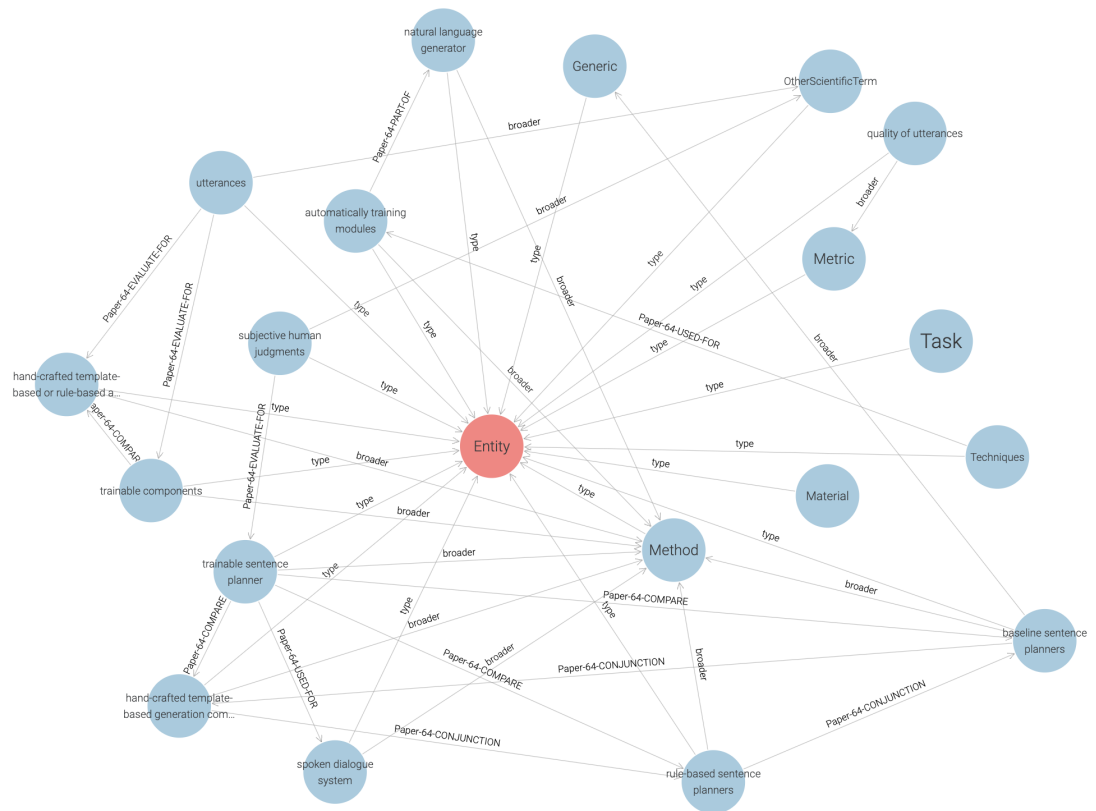 natural language
generator
Generic
OtherScientificTerm
quality of utterances
broader
Paper-64-PART-OF
utterances
broader
automatically training
modules
broader
type
type
type
type
Metric
Paper-64-EVALUATE-FOR
Paper-64-EVALUATE-FOR
type
type
broader
Paper-64-USED-FOR
type
broader
Task
subjective human
judgments
hand-crafted template-
based or rule-based a...
type
broader
type
type
Paper-64-EVALUATE-FOR
aper-64-COMPAR
type
broader
Entity
type
type
Techniques
trainable components
broader
Material
type
type
type
Method
trainable sentence
planner
broader
type
broader
Paper-64-COMPARE
type
type
type
broader
baseline sentence
planners
Paper-64-COMPARE
Paper-64-USED-FOR
broader
Paper-64-COMPARE
broader
Paper-64-CONJUNCTION
hand-crafted template-
based generation com...
Paper-64-CONJUNCTION
Paper-64-CONJUNCTION
spoken dialogue
system
rule-based sentence
planners